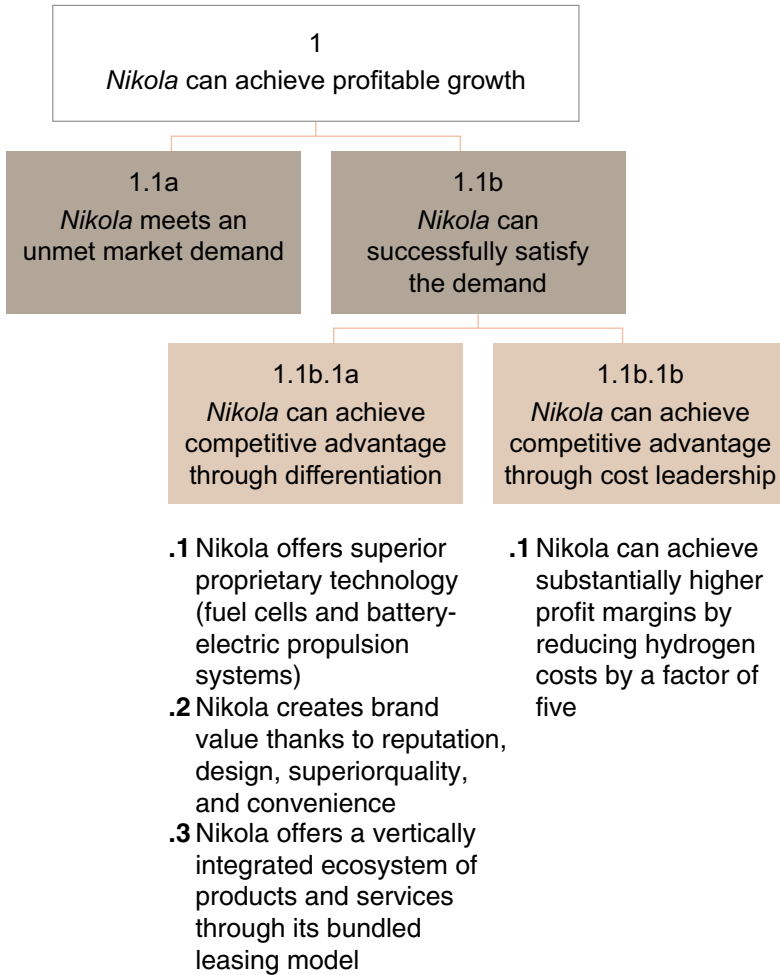 1
Nikola can achieve profitable growth
1.1a
Nikola meets an
unmet market demand
1.1b
Nikola can
successfully satisfy
the demand
1.1b.1a
Nikola can achieve
competitive advantage
through differentiation
1.1b.1b
Nikola can achieve
competitive advantage
through cost leadership
.1 Nikola offers superior
proprietary technology
(fuel cells and battery-
electric propulsion
systems)
.2 Nikola creates brand
value thanks to reputation,
design, superiorquality,
and convenience
.3 Nikola offers a vertically
integrated ecosystem of
products and services
through its bundled
leasing model
.1 Nikola can achieve
substantially higher
profit margins by
reducing hydrogen
costs by a factor of
five